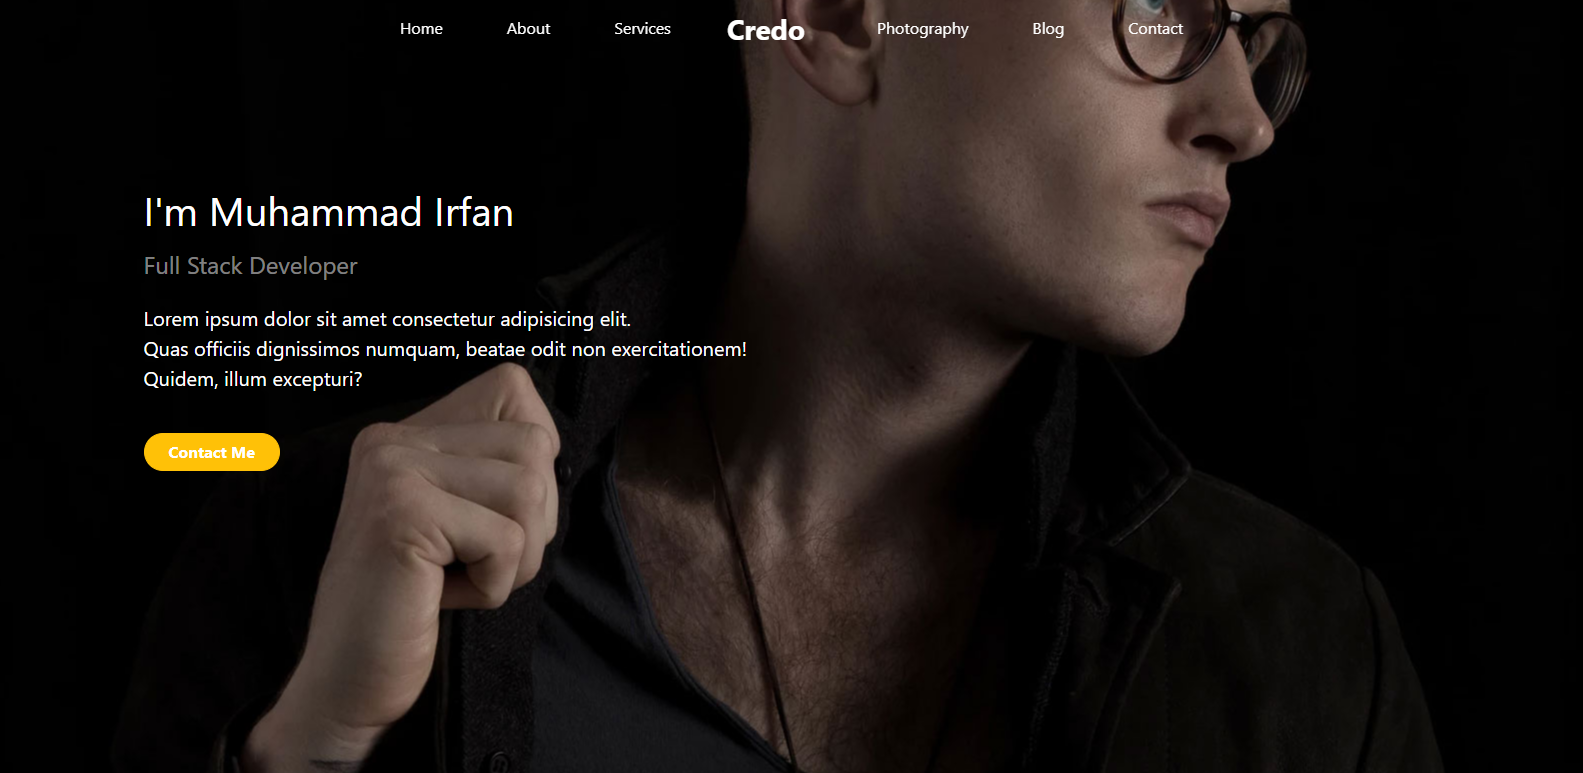 Home About Services Credo Photography Blog Contact
I'm Muhammad Irfan
Full Stack Developer
Lorem ipsum dolor sit amet consectetur adipisicing elit.
Quas officiis dignissimos numquam, beatae odit non exercitationem!
Quidem, illum excepturi?
Contact Me